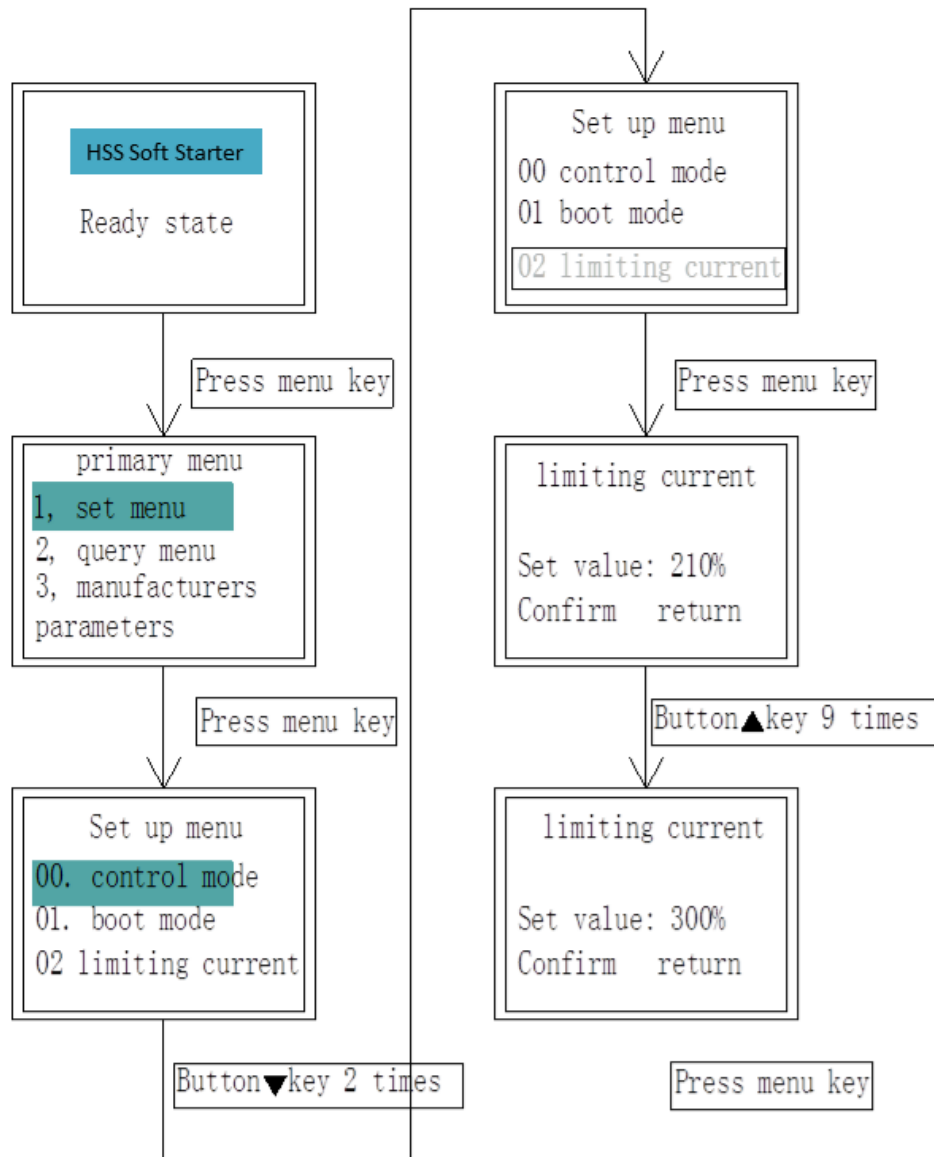 HSS Soft Starter
Ready state
Press menu key
primary menu
1, set menu
2, query menu
3, manufacturers
parameters
Press menu key
Set up menu
00. control mode
01. boot mode
02 limiting current
Button▼key 2 times
Set up menu
00 control mode
01 boot mode
02 limiting current
Press menu key
limiting current
Set value: 210%
Confirm return
Button▲key 9 times
limiting current
Set value: 300%
Confirm return
Press menu key